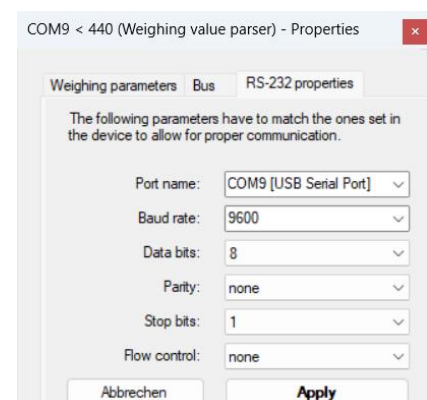 COM9 < 440 (Weighing value parser) - Properties
×
Weighing parameters Bus RS-232 properties
The following parameters have to match the ones set in
the device to allow for proper communication.
Port name: COM9 [USB Serial Port]
Baud rate: 9600
Data bits: 8
Parity: none
Stop bits: 1
Flow control: none
Abbrechen Apply